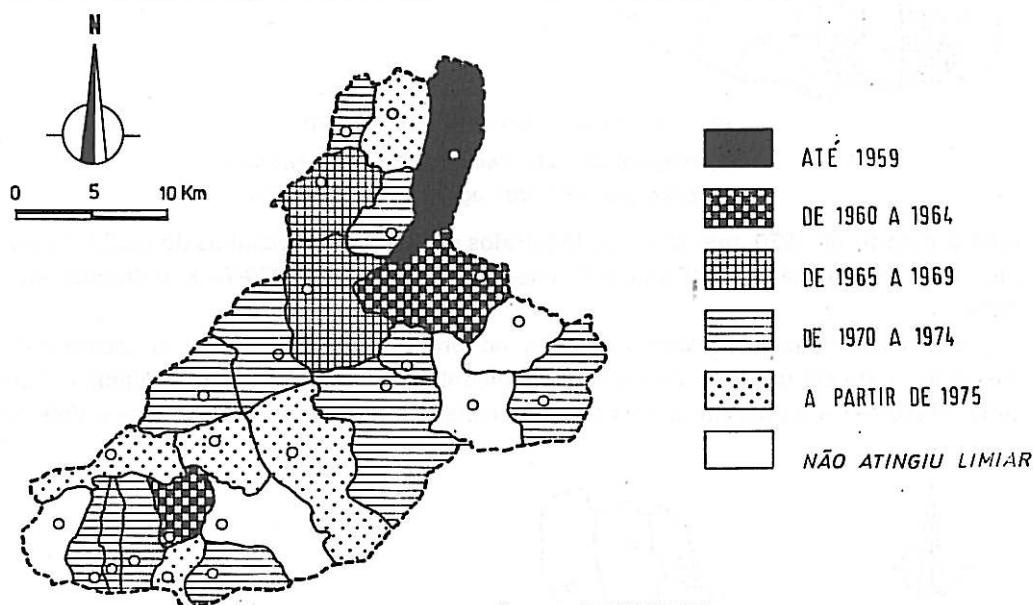 N
0 5 10 Km
ATÉ 1959
DE 1960 A 1964
DE 1965 A 1969
DE 1970 A 1974
A PARTIR DE 1975
NÃO ATINGIU LIMIAR